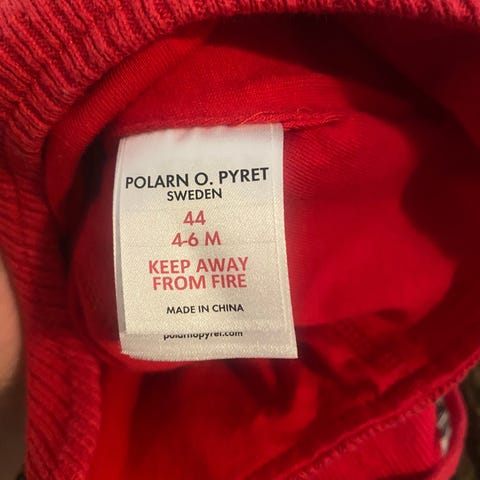 POLARN O. PYRET
SWEDEN
44
4-6 M
KEEP AWAY
FROM FIRE
MADE IN CHINA
polarnopyret.com